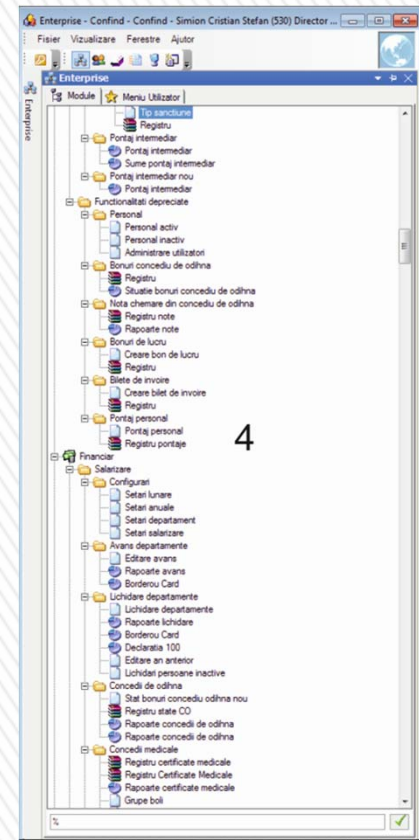 Enterprise - Confind - Confind - Simion Cristian Stefan (530) Director ...
Fisier Vizualizare Ferestre Ajutor
Enterprise
Enterprise
Module Meniu Utilizator
Tip sanctiune
Registru
Pontaj intermediar
Pontaj intermediar
Sume pontaj intermediar
Pontaj intermediar nou
Pontaj intermediar
Functionalitati depreciate
Personal
Personal activ
Personal inactiv
Administrare utilizatori
Bonuri concediu de odihna
Registru
Situatie bonuri concediu de odihna
Nota chemare din concediu de odihna
Registru note
Rapoarte note
Bonuri de lucru
Creare bon de lucru
Registru
Bilete de invoire
Creare bilet de invoire
Registru
Pontaj personal
Pontaj personal
Registru pontaje
4
Financiar
Salarizare
Configurari
Setari lunare
Setari anuale
Setari departament
Setari salarizare
Avans departamente
Editare avans
Rapoarte avans
Borderou Card
Lichidare departamente
Lichidare departamente
Rapoarte lichidare
Borderou Card
Declaratia 100
Editare an anterior
Lichidari persoane inactive
Concedii de odihna
Stat bonuri concediu odihna nou
Registru state CO
Rapoarte concedii de odihna
Rapoarte concedii de odihna
Concedii medicale
Registru certificate medicale
Registru Certificate Medicale
Rapoarte certificate medicale
Grupe boli
%